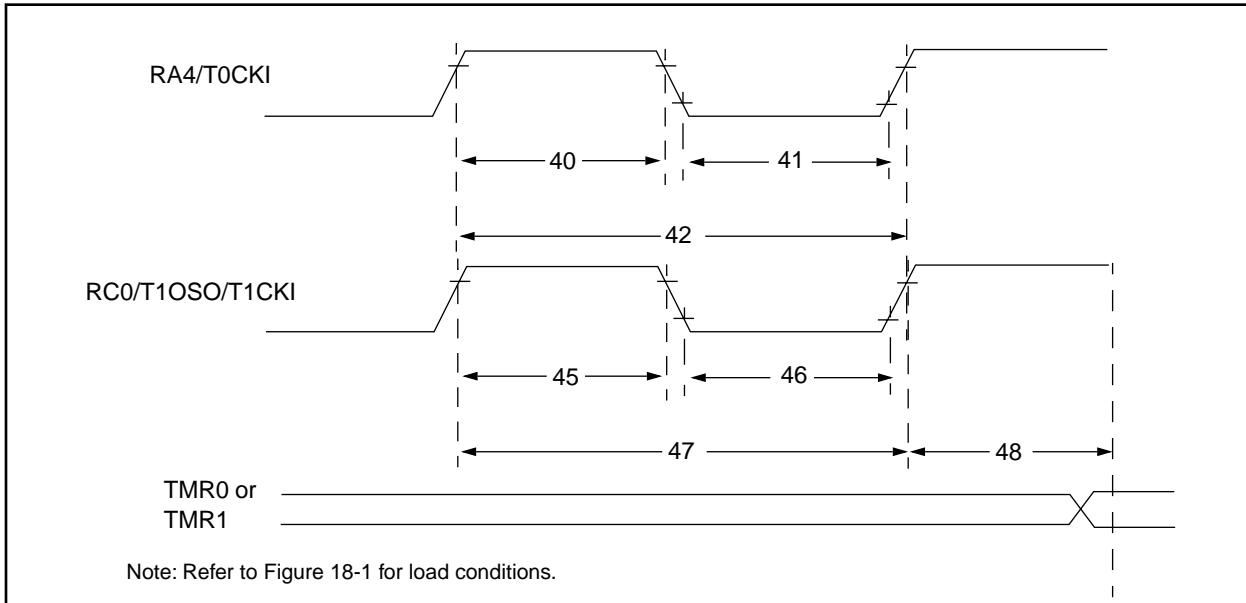 RA4/T0CKI
40
41
42
RC0/T1OSO/T1CKI
45
46
47
48
TMR0 or
TMR1
Note: Refer to Figure 18-1 for load conditions.